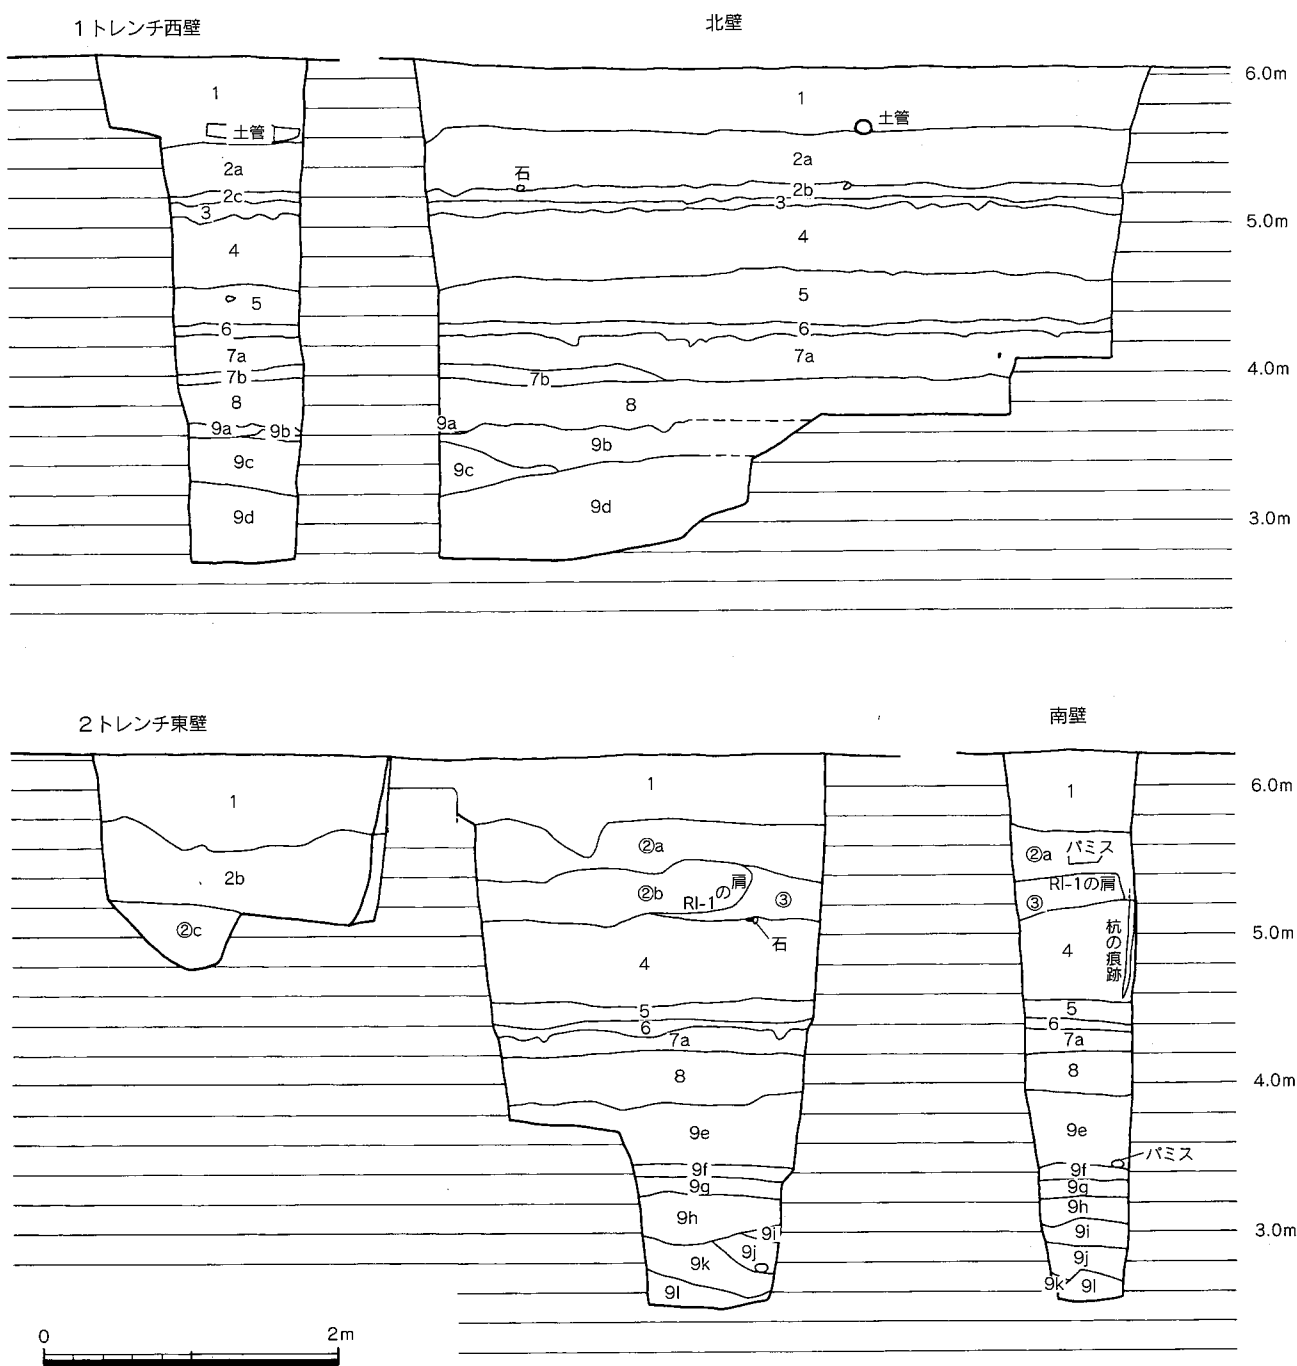 1トレンチ西壁
北壁
1
土管
2a
2c
3
4
5
6
7a
7b
8
9a 9b
9c
9d
1
土管
2a
石
2b
3
4
5
6
7a
7b
8
9a
9b
9c
9d
6.0m
5.0m
4.0m
3.0m
2トレンチ東壁
南壁
1
2b
②c
1
②a
②b
RI-1の肩
③
石
4
5
6
7a
8
9e
9f
9g
9h
9i
9j
9k
9l
1
②a
パミス
RI-1の肩
③
杭の痕跡
4
5
6
7a
8
9e
パミス
9f
9g
9h
9i
9j
9k
9l
6.0m
5.0m
4.0m
3.0m
0 2m